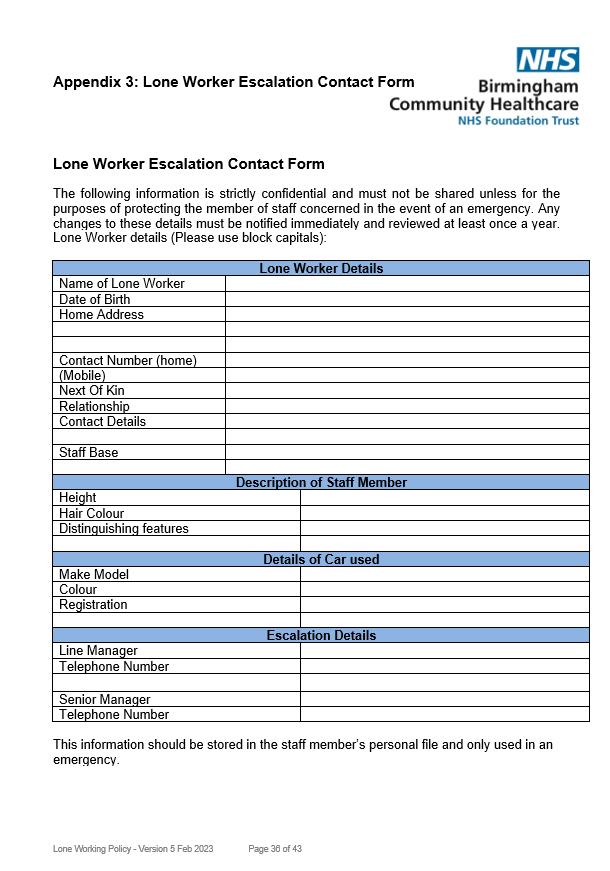 NHS
Appendix 3: Lone Worker Escalation Contact Form
Birmingham
Community Healthcare
NHS Foundation Trust
Lone Worker Escalation Contact Form
The following information is strictly confidential and must not be shared unless for the
purposes of protecting the member of staff concerned in the event of an emergency. Any
changes to these details must be notified immediately and reviewed at least once a year.
Lone Worker details (Please use block capitals):
Lone Worker Details
Name of Lone Worker
Date of Birth
Home Address
Contact Number (home)
(Mobile)
Next Of Kin
Relationship
Contact Details
Staff Base
Description of Staff Member
Height
Hair Colour
Distinguishing features
Details of Car used
Make Model
Colour
Registration
Escalation Details
Line Manager
Telephone Number
Senior Manager
Telephone Number
This information should be stored in the staff member’s personal file and only used in an
emergency.
Lone Working Policy - Version 5 Feb 2023 Page 36 of 43